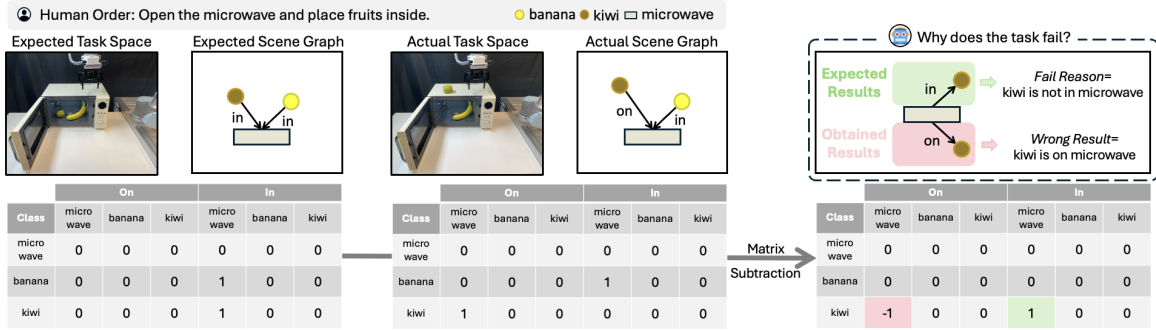 Human Order: Open the microwave and place fruits inside.
banana kiwi microwave
Expected Task Space
Expected Scene Graph
Actual Task Space
Actual Scene Graph
in
in
on
in
Why does the task fail?
Expected
Results
in
Fail Reason=
kiwi is not in microwave
Obtained
Results
on
Wrong Result=
kiwi is on microwave
On In
Class micro wave banana kiwi micro wave banana kiwi
micro wave 0 0 0 0 0 0
banana 0 0 0 1 0 0
kiwi 0 0 0 1 0 0
On In
Class micro wave banana kiwi micro wave banana kiwi
micro wave 0 0 0 0 0 0
banana 0 0 0 1 0 0
kiwi 1 0 0 0 0 0
Matrix
Subtraction
On In
Class micro wave banana kiwi micro wave banana kiwi
micro wave 0 0 0 0 0 0
banana 0 0 0 0 0 0
kiwi -1 0 0 1 0 0